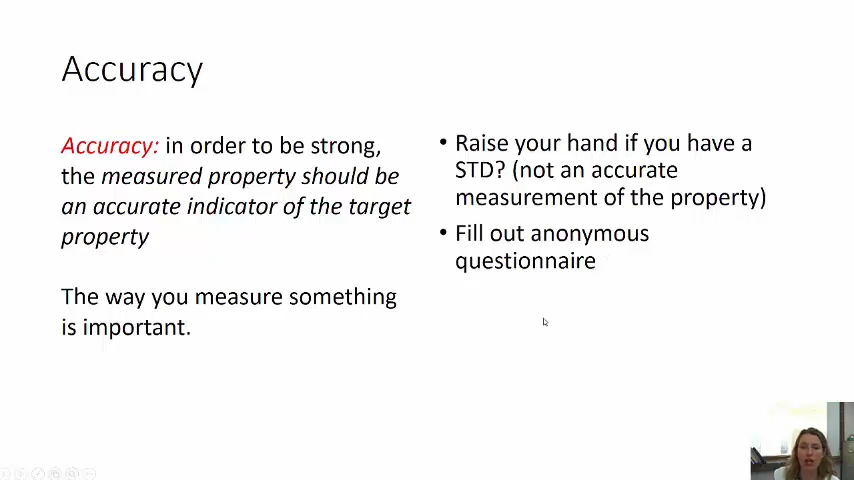 Accuracy
Accuracy: in order to be strong,
the measured property should be
an accurate indicator of the target
property
The way you measure something
is important.
• Raise your hand if you have a
STD? (not an accurate
measurement of the property)
• Fill out anonymous
questionnaire